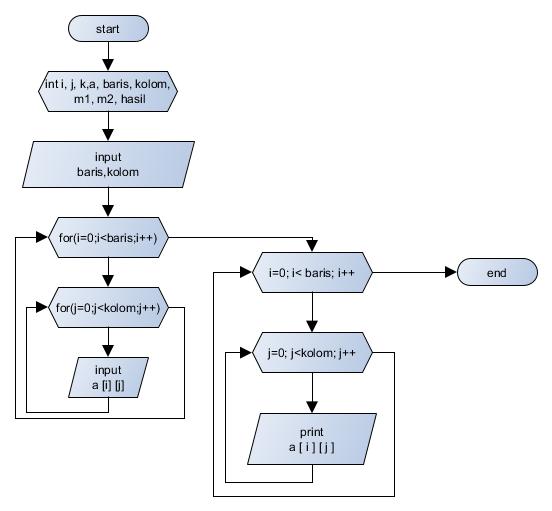 start
int i, j, k,a, baris, kolom,
m1, m2, hasil
input
baris,kolom
for(i=0;i<baris;i++)
for(j=0;j<kolom;j++)
input
a [i] [j]
i=0; i< baris; i++
j=0; j<kolom; j++
print
a [ i ] [ j ]
end